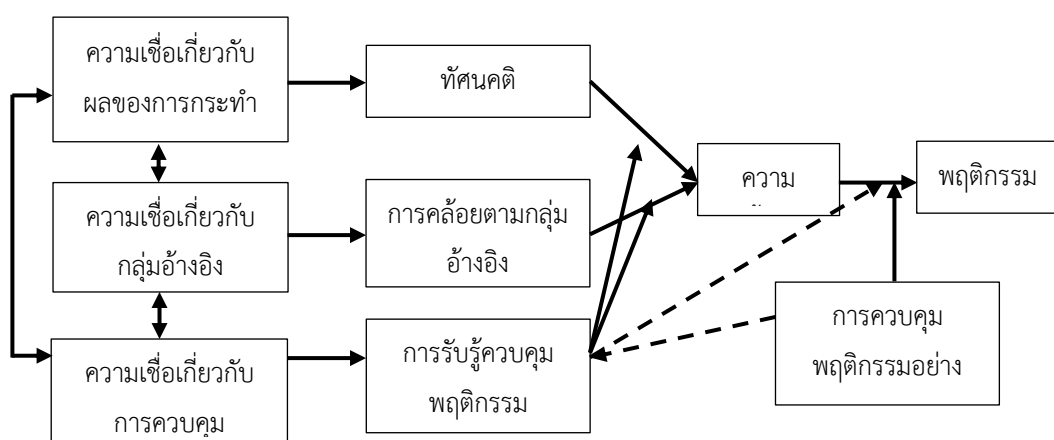 ความเชื่อเกี่ยวกับ
ผลของการกระทำ
ทัศนคติ
ความเชื่อเกี่ยวกับ
กลุ่มอ้างอิง
การคล้อยตามกลุ่ม
อ้างอิง
ความ
พฤติกรรม
ความเชื่อเกี่ยวกับ
การควบคุม
การรับรู้ควบคุม
พฤติกรรม
การควบคุม
พฤติกรรมอย่าง